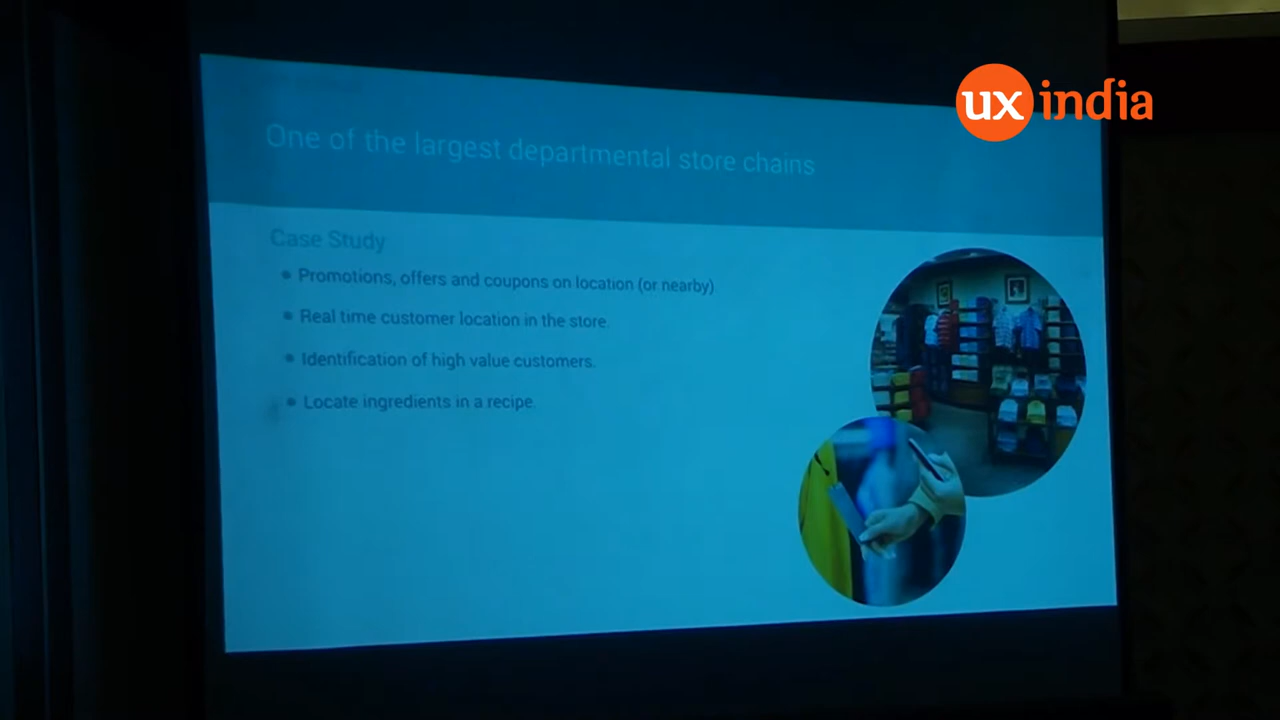 ux india
One of the largest departmental store chains
Case Study
• Promotions, offers and coupons on location (or nearby)
• Real time customer location in the store.
• Identification of high value customers.
• Locate ingredients in a recipe.